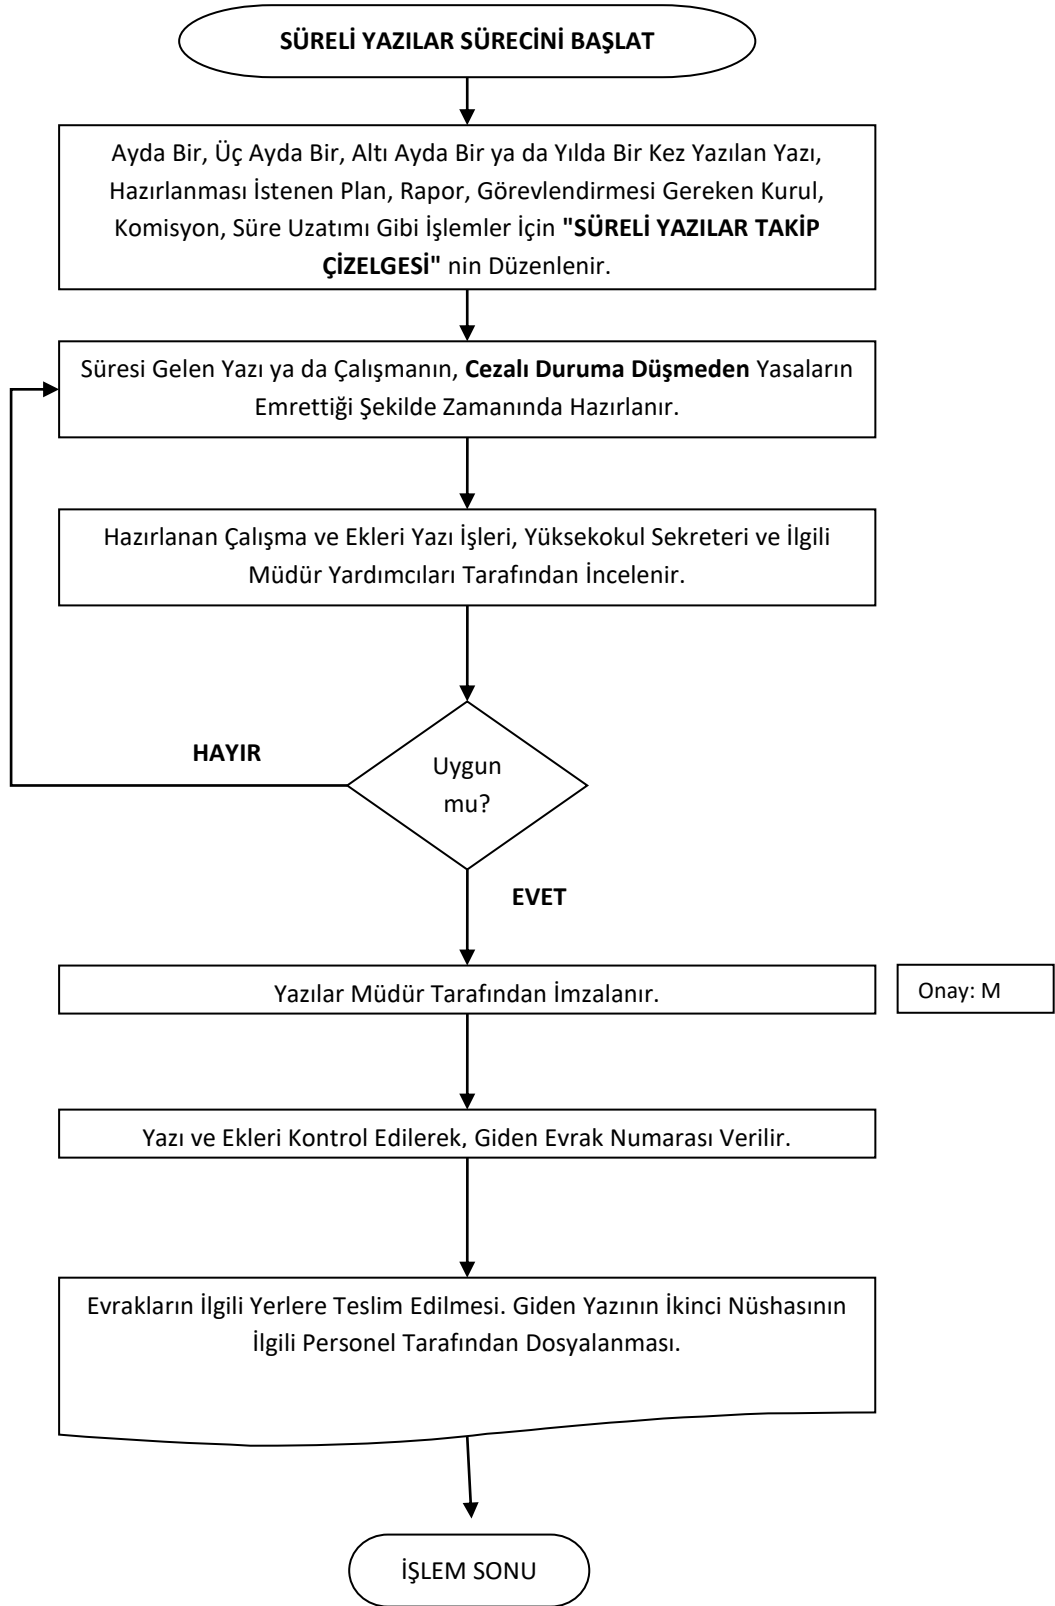 SÜRELİ YAZILAR SÜRECİNİ BAŞLAT
Ayda Bir, Üç Ayda Bir, Altı Ayda Bir ya da Yılda Bir Kez Yazılan Yazı,
Hazırlanması İstenen Plan, Rapor, Görevlendirmesi Gereken Kurul,
Komisyon, Süre Uzatımı Gibi İşlemler İçin "SÜRELİ YAZILAR TAKİP
ÇİZELGESİ" nin Düzenlenir.
Süresi Gelen Yazı ya da Çalışmanın, Cezalı Duruma Düşmeden Yasaların
Emrettiği Şekilde Zamanında Hazırlanır.
Hazırlanan Çalışma ve Ekleri Yazı İşleri, Yüksekokul Sekreteri ve İlgili
Müdür Yardımcıları Tarafından İncelenir.
HAYIR
Uygun
mu?
EVET
Yazılar Müdür Tarafından İmzalanır.
Onay: M
Yazı ve Ekleri Kontrol Edilerek, Giden Evrak Numarası Verilir.
Evrakların İlgili Yerlere Teslim Edilmesi. Giden Yazının İkinci Nüshasının
İlgili Personel Tarafından Dosyalanması.
İŞLEM SONU